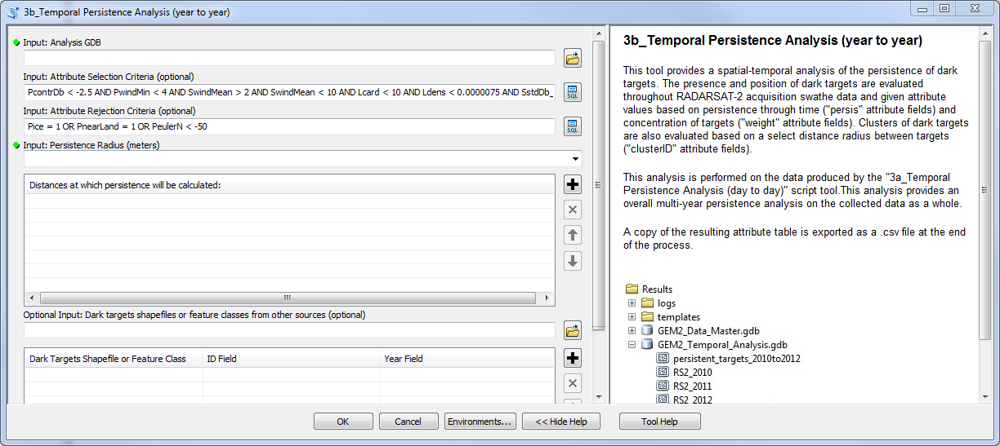 3b_Temporal Persistence Analysis (year to year)
Input: Analysis GDB
Input: Attribute Selection Criteria (optional)
PcontrDb < -2.5 AND PwindMin < 4 AND SwindMean > 2 AND SwindMean < 10 AND Lcard < 10 AND Ldens < 0.0000075 AND SstdDb_
SQL
Input: Attribute Rejection Criteria (optional)
Pice = 1 OR PnearLand = 1 OR PeulerN < -50
SQL
Input: Persistence Radius (meters)
Distances at which persistence will be calculated:
Optional Input: Dark targets shapefiles or feature classes from other sources (optional)
Dark Targets Shapefile or Feature Class ID Field Year Field
3b_Temporal Persistence Analysis (year to year)
This tool provides a spatial-temporal analysis of the persistence of dark
targets. The presence and position of dark targets are evaluated
throughout RADARSAT-2 acquisition swathe data and given attribute
values based on persistence through time ("persis" attribute fields) and
concentration of targets ("weight" attribute fields). Clusters of dark targets
are also evaluated based on a select distance radius between targets
("clusterID" attribute fields).
This analysis is performed on the data produced by the "3a_Temporal
Persistence Analysis (day to day)" script tool.This analysis provides an
overall multi-year persistence analysis on the collected data as a whole.
A copy of the resulting attribute table is exported as a .csv file at the end
of the process.
Results
logs
templates
GEM2_Data_Master.gdb
GEM2_Temporal_Analysis.gdb
persistent_targets_2010to2012
RS2_2010
RS2_2011
RS2_2012
OK Cancel Environments... << Hide Help Tool Help